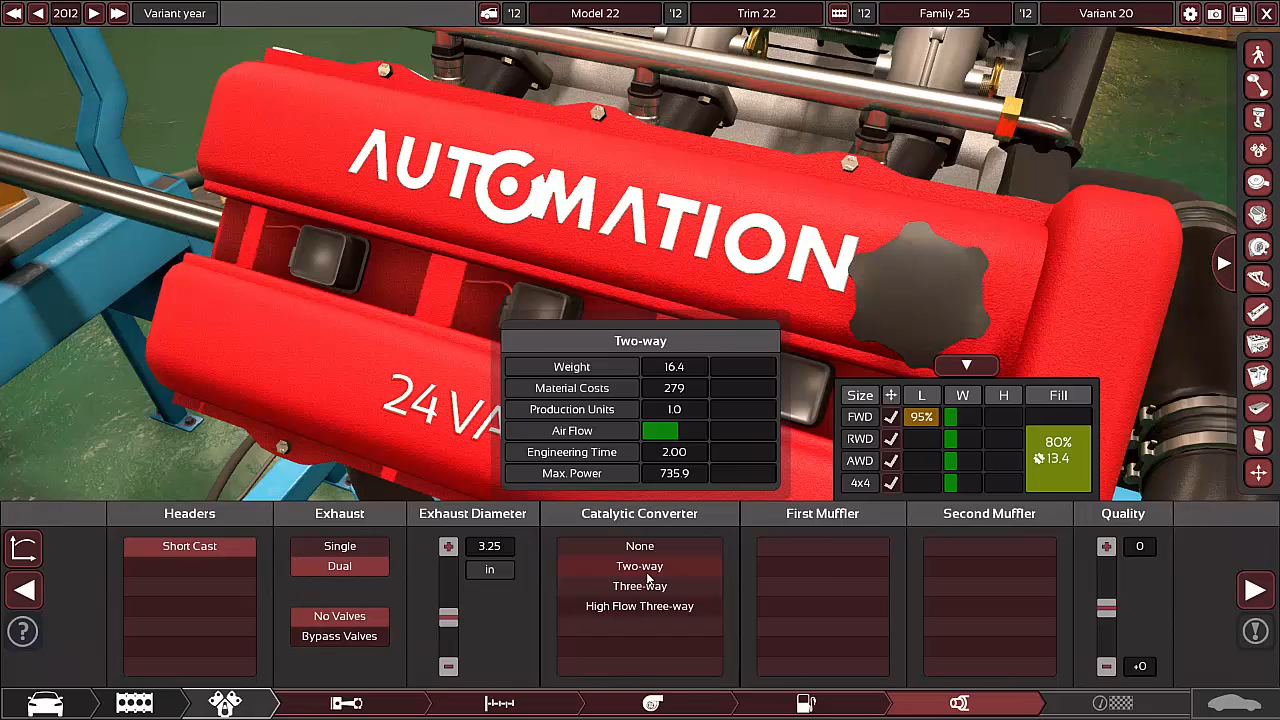 2012 Variant year '12 Model 22 '12 Trim 22 '12 Family 25 '12 Variant 20
AUTOMATION
24 VA
Two-way
Weight 16.4
Material Costs 279
Production Units 1.0
Air Flow
Engineering Time 2.00
Max. Power 735.9
Size L W H Fill
FWD 95%
RWD
AWD
4x4
80%
13.4
Headers Exhaust Exhaust Diameter Catalytic Converter First Muffler Second Muffler Quality
Short Cast
Single
Dual
No Valves
Bypass Valves
3.25
in
None
Two-way
Three-way
High Flow Three-way
0
+0